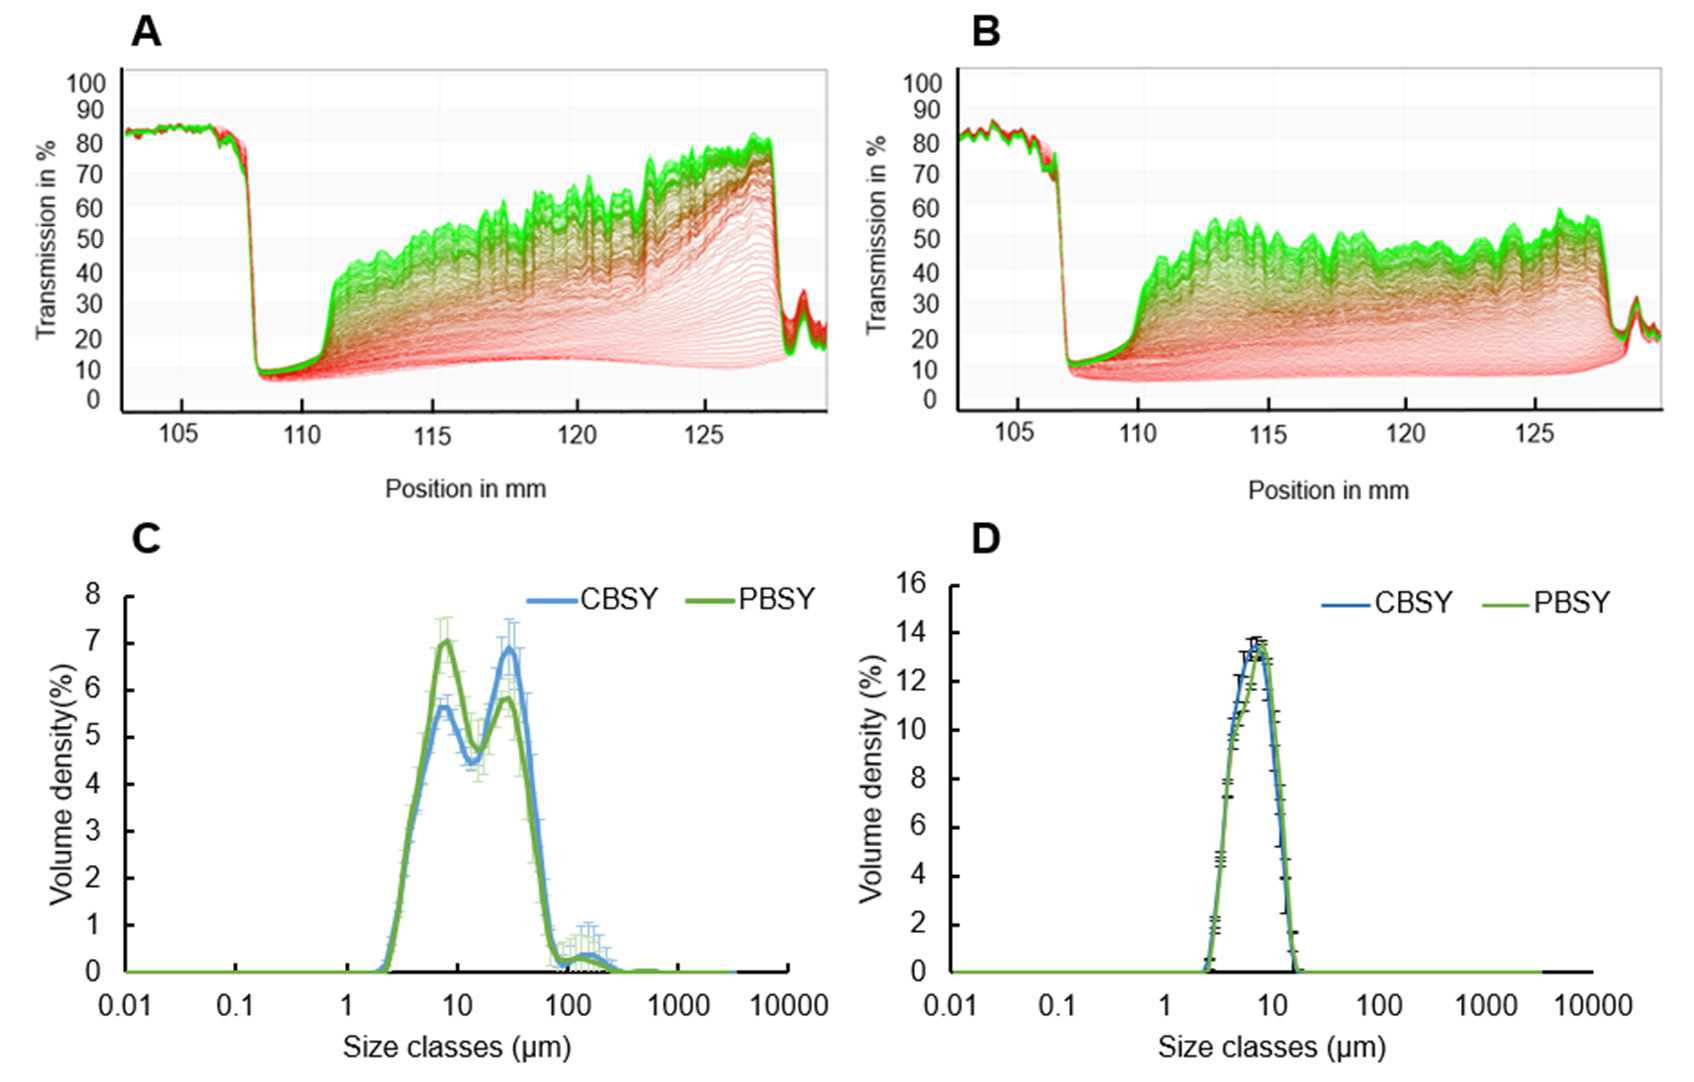 A
B
100
90
80
70
60
50
40
30
20
10
0
Transmission in %
105 110 115 120 125
Position in mm
100
90
80
70
60
50
40
30
20
10
0
Transmission in %
105 110 115 120 125
Position in mm
C
D
CBSY PBSY
8
7
6
5
4
3
2
1
0
Volume density(%)
0.01 0.1 1 10 100 1000 10000
Size classes (µm)
CBSY PBSY
16
14
12
10
8
6
4
2
0
Volume density (%)
0.01 0.1 1 10 100 1000 10000
Size classes (µm)